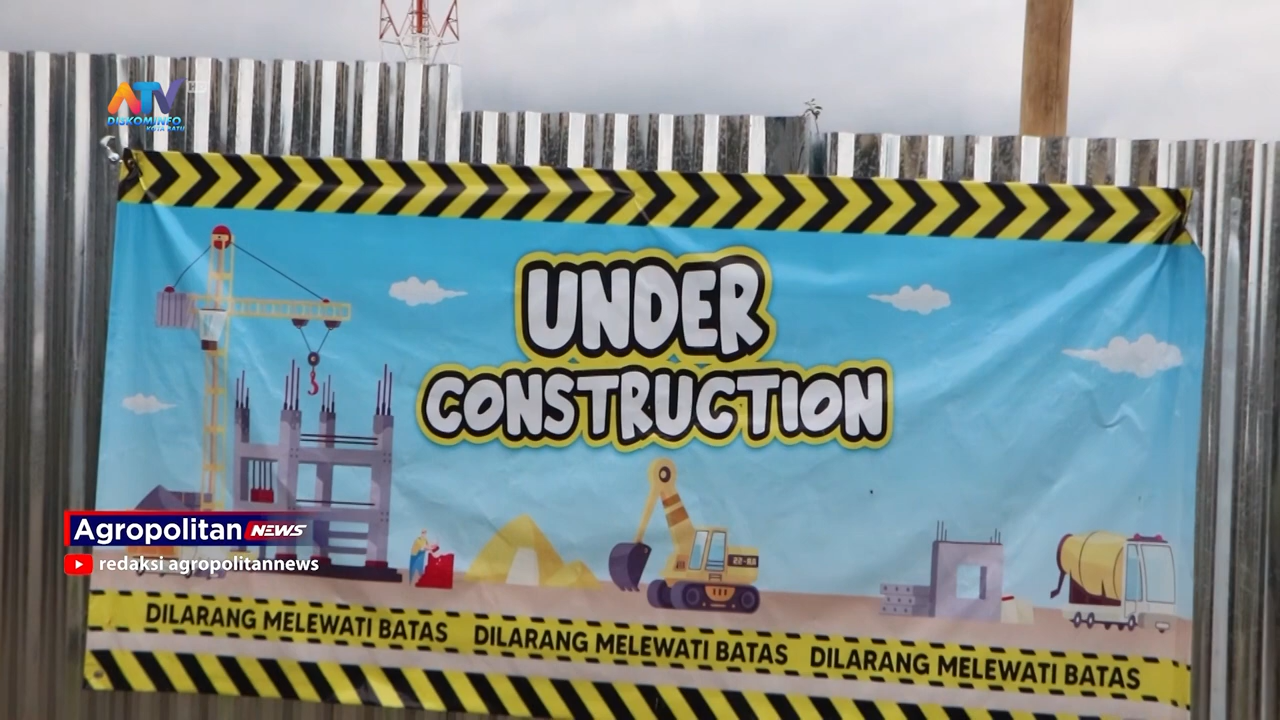 ATV HD
DISKOMINFO
KOTA BATU
UNDER
CONSTRUCTION
Agropolitan NEWS
redaksi agropolitannews
DILARANG MELEWATI BATAS DILARANG MELEWATI BATAS DILARANG MELEWATI BATAS